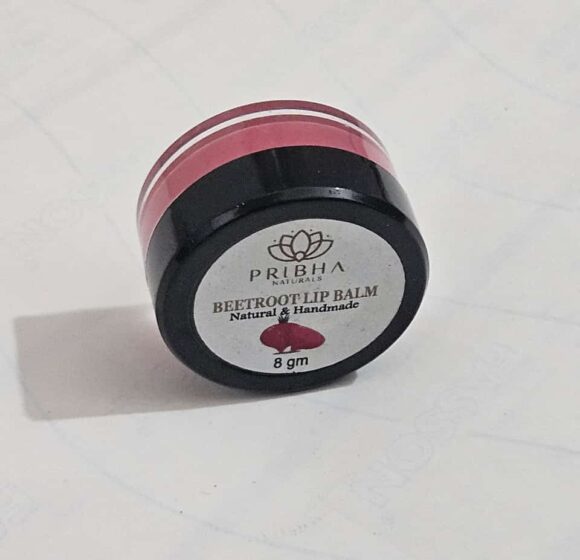 PRIBHA
NATURALS
BEETROOT LIP BALM
Natural & Handmade
8 gm